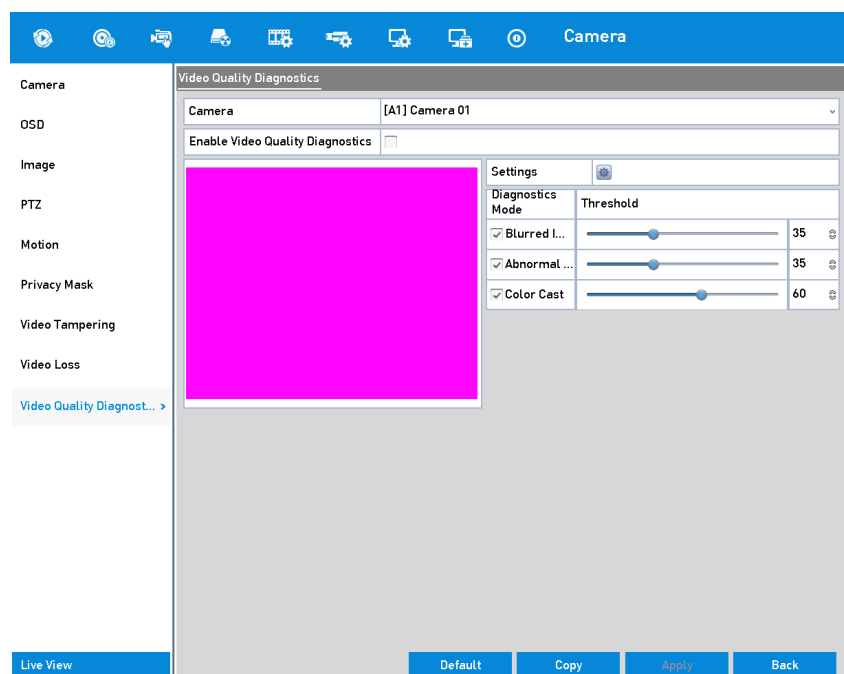 Camera
Camera
OSD
Image
PTZ
Motion
Privacy Mask
Video Tampering
Video Loss
Video Quality Diagnost... >
Live View
Video Quality Diagnostics
Camera
[A1] Camera 01
Enable Video Quality Diagnostics
Settings
Diagnostics Mode
Threshold
Blurred I...
35
Abnormal ...
35
Color Cast
60
Default
Copy
Apply
Back